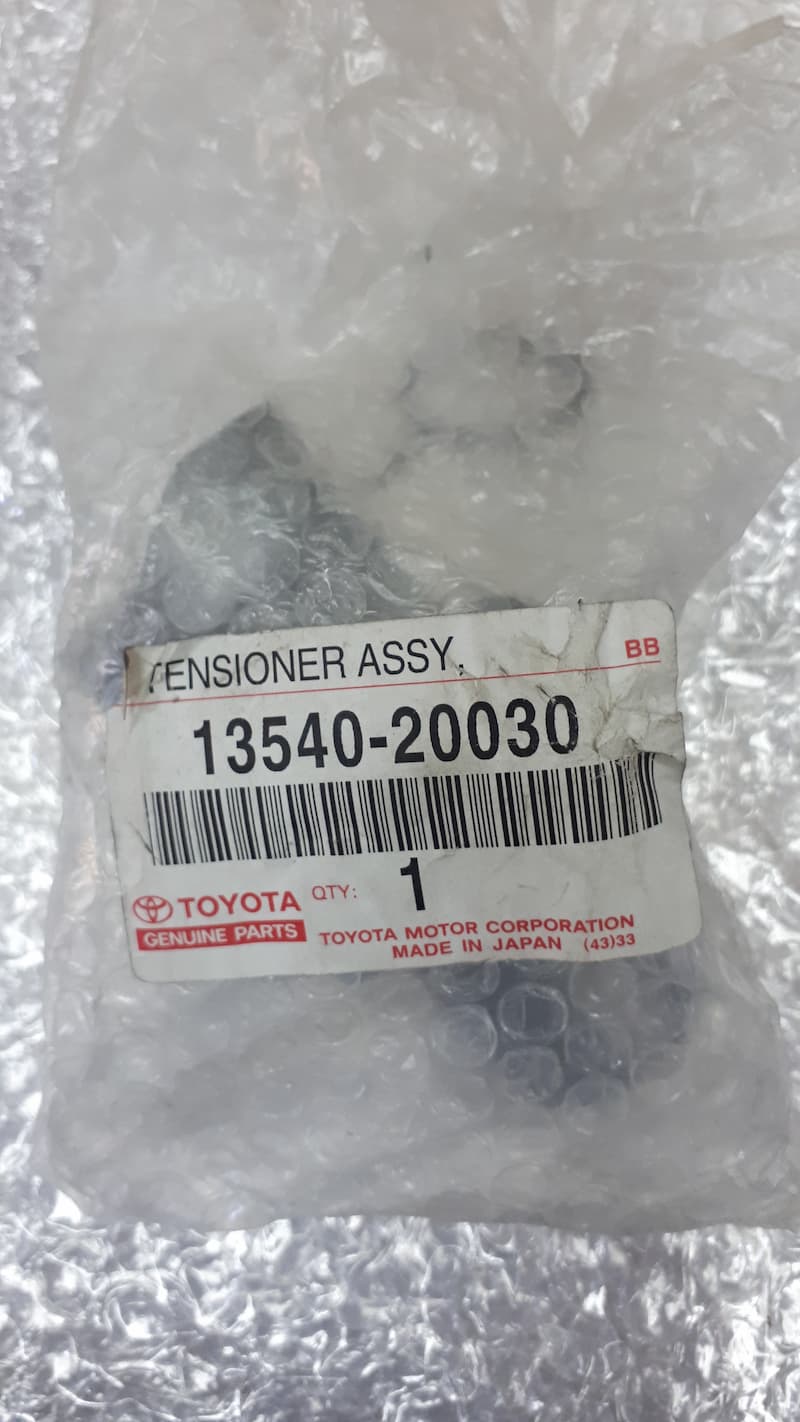 TENSIONER ASSY,
BB
13540-20030
TOYOTA
QTY: 1
GENUINE PARTS
TOYOTA MOTOR CORPORATION
MADE IN JAPAN (43)33